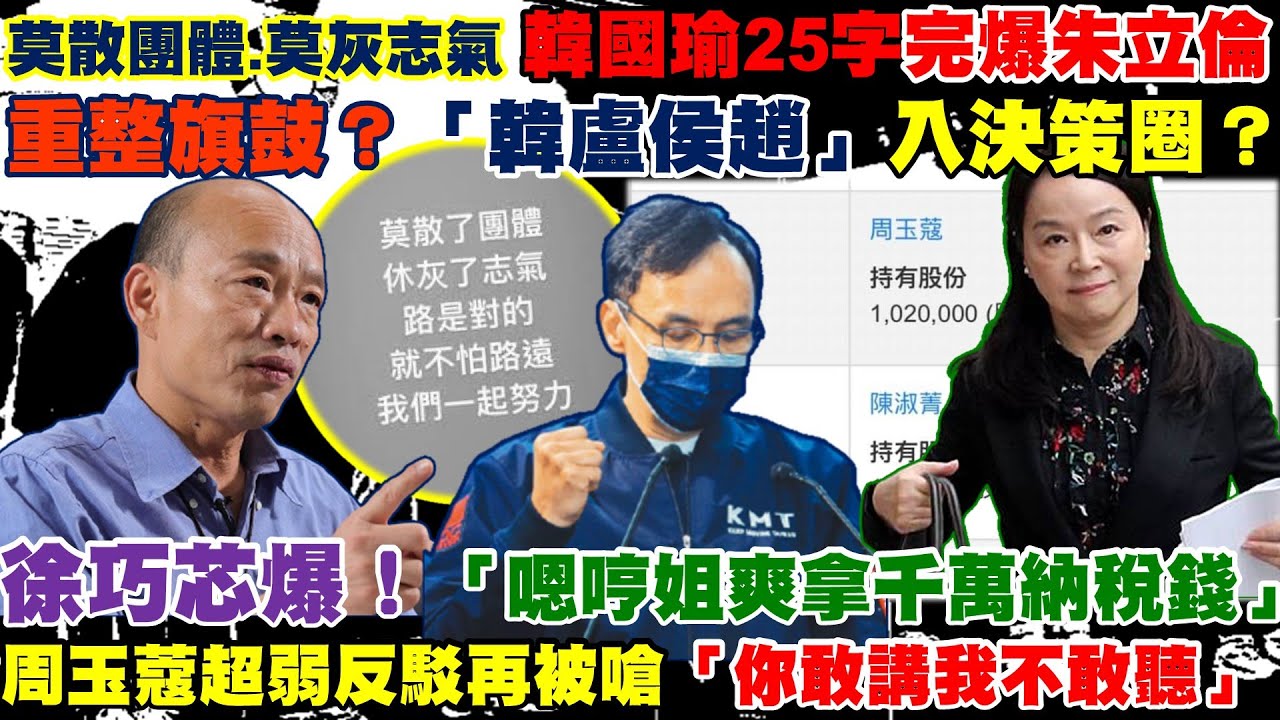 莫散團體.莫灰志氣 韓國瑜25字完爆朱立倫
重整旗鼓？「韓盧侯趙」入決策圈？
莫散了團體
休灰了志氣
路是對的
就不怕路遠
我們一起努力
周玉蔻
持有股份
1,020,000
陳淑菁
持有
KMT
KEEP MOVING TAIWAN
徐巧芯爆！「嗯哼姐爽拿千萬納稅錢」
周玉蔻超弱反駁再被嗆「你敢講我不敢聽」